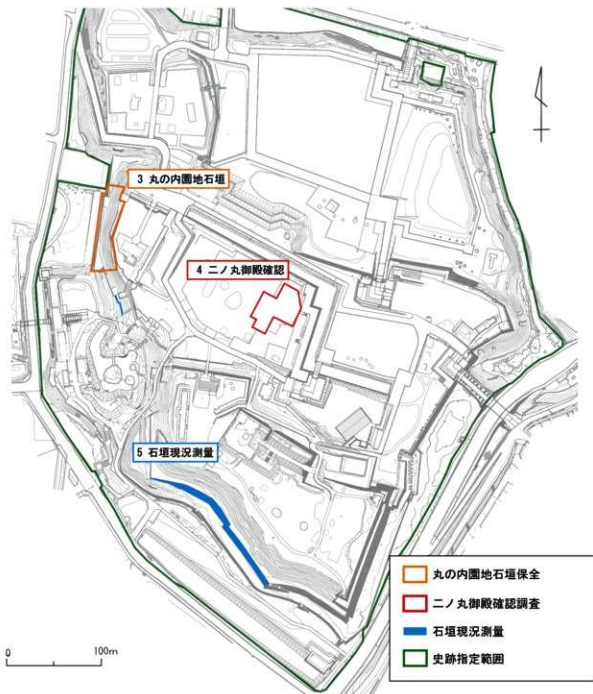 3 丸の内園地石垣
4 二ノ丸御殿確認
5 石垣現況測量
丸の内園地石垣保全
二ノ丸御殿確認調査
石垣現況測量
史跡指定範囲
0 100m